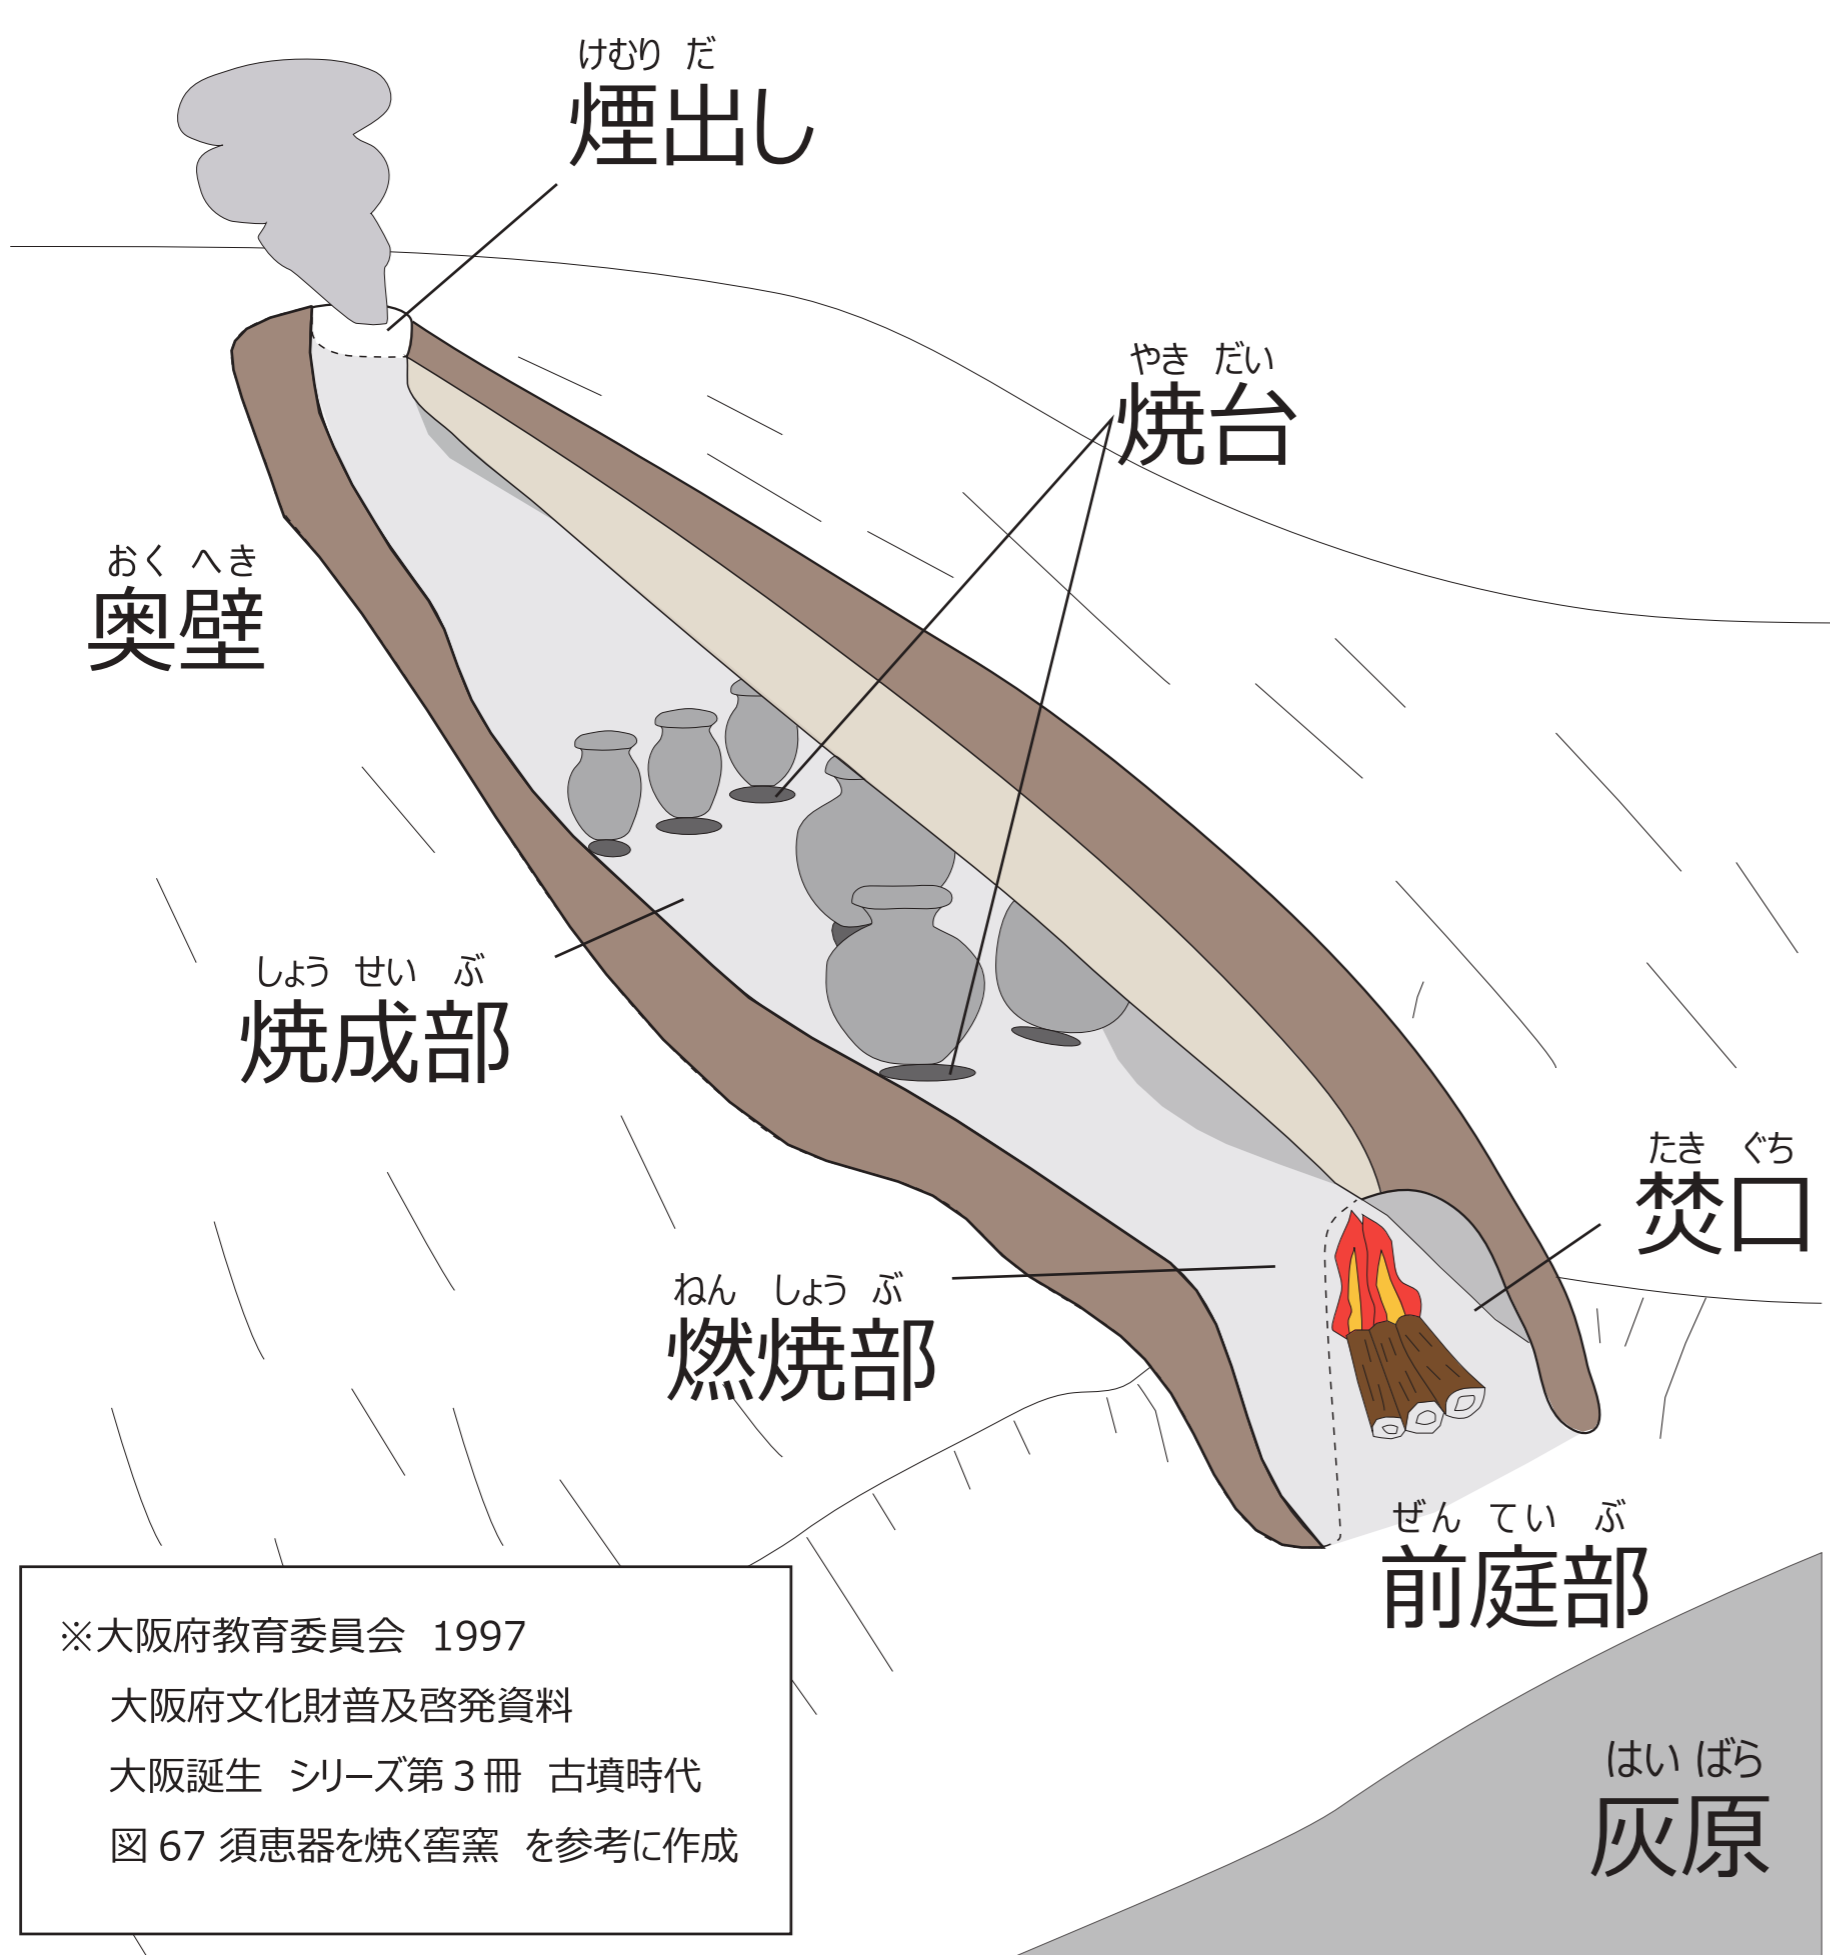 けむり だ
煙出し
やき だい
焼台
おく へき
奥壁
しょう せい ぶ
焼成部
たき ぐち
焚口
ねん しょう ぶ
燃焼部
ぜん てい ぶ
前庭部
はい ばら
灰原
※大阪府教育委員会 1997
大阪府文化財普及啓発資料
大阪誕生 シリーズ第3冊 古墳時代
図67 須恵器を焼く窖窯 を参考に作成